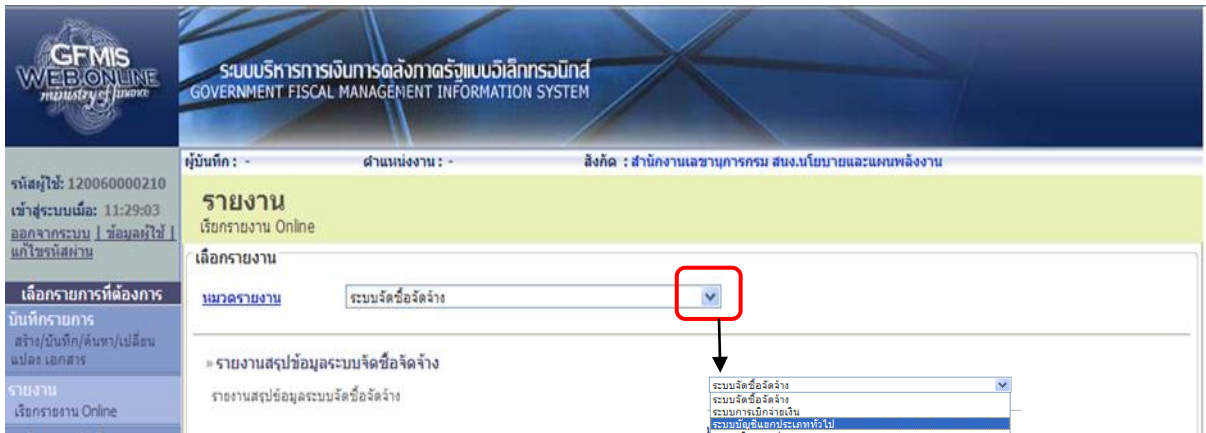 GFMIS
WEB ONLINE
ministry of finance
ระบบบริหารการเงินการคลังภาครัฐแบบอิเล็กทรอนิกส์
GOVERNMENT FISCAL MANAGEMENT INFORMATION SYSTEM
ผู้บันทึก : - ตำแหน่งงาน : - สังกัด : สำนักงานเลขานุการกรม สนง.นโยบายและแผนพลังงาน
รหัสผู้ใช้: 120060000210
เข้าสู่ระบบเมื่อ: 11:29:03
ออกจากระบบ | ข้อมูลผู้ใช้ |
แก้ไขรหัสผ่าน
รายงาน
เรียกรายงาน Online
เลือกรายงาน
หมวดรายงาน ระบบจัดซื้อจัดจ้าง
เลือกรายการที่ต้องการ
บันทึกรายการ
สร้าง/บันทึก/ค้นหา/เปลี่ยน
แปลง เอกสาร
รายงาน
เรียกรายงาน Online
» รายงานสรุปข้อมูลระบบจัดซื้อจัดจ้าง
รายงานสรุปข้อมูลระบบจัดซื้อจัดจ้าง
ระบบจัดซื้อจัดจ้าง
ระบบจัดซื้อจัดจ้าง
ระบบการเบิกจ่ายเงิน
ระบบบัญชีแยกประเภททั่วไป